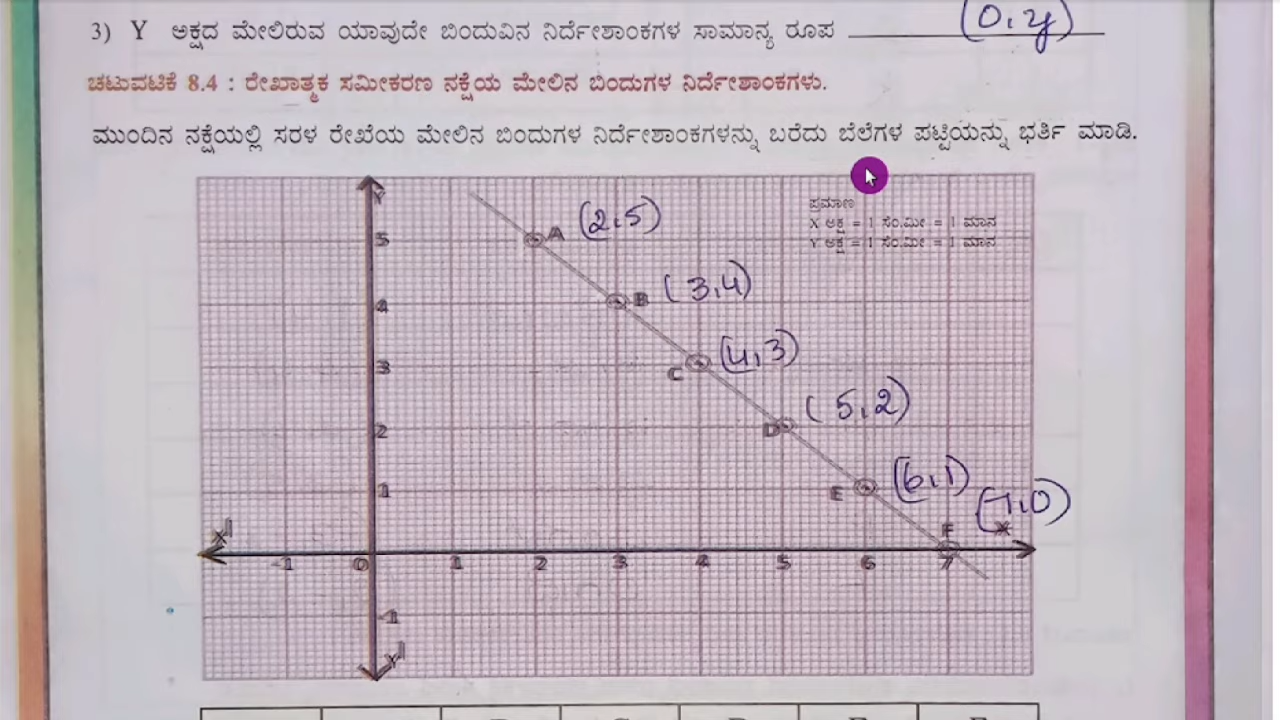 3) Y ಅಕ್ಷದ ಮೇಲಿರುವ ಯಾವುದೇ ಬಿಂದುವಿನ ನಿರ್ದೇಶಾಂಕಗಳ ಸಾಮಾನ್ಯ ರೂಪ (0,y)
ಚಟುವಟಿಕೆ 8.4 : ರೇಖಾತ್ಮಕ ಸಮೀಕರಣ ನಕ್ಷೆಯ ಮೇಲಿನ ಬಿಂದುಗಳ ನಿರ್ದೇಶಾಂಕಗಳು.
ಮುಂದಿನ ನಕ್ಷೆಯಲ್ಲಿ ಸರಳ ರೇಖೆಯ ಮೇಲಿನ ಬಿಂದುಗಳ ನಿರ್ದೇಶಾಂಕಗಳನ್ನು ಬರೆದು ಬೆಲೆಗಳ ಪಟ್ಟಿಯನ್ನು ಭರ್ತಿ ಮಾಡಿ.
Y
ಪ್ರಮಾಣ
X ಅಕ್ಷ = 1 ಸೆಂ.ಮೀ = 1 ಮಾನ
Y ಅಕ್ಷ = 1 ಸೆಂ.ಮೀ = 1 ಮಾನ
5 A (2,5)
4 B (3,4)
3 C (4,3)
2 D (5,2)
1 E (6,1)
F (7,0)
X' X
-1 0 1 2 3 4 5 6 7
-1
Y'